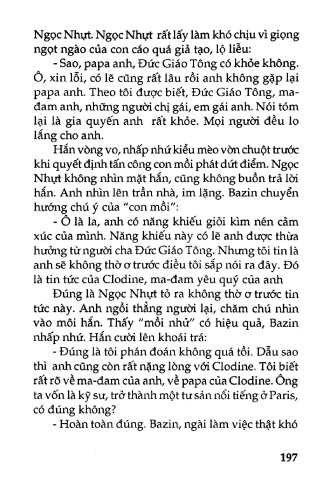 Ngọc Nhựt. Ngọc Nhựt rất lấy làm khó chịu vì giọng
ngọt ngào của con cáo quá giả tạo, lộ liễu:
- Sao, papa anh, Đức Giáo Tông có khỏe không.
Ồ, xin lỗi, có lẽ cũng rất lâu rồi anh không gặp lại
papa anh. Theo tôi được biết, Đức Giáo Tông, ma-
đam anh, những người chị gái, em gái anh. Nói tóm
lại là gia quyến anh rất khỏe. Mọi người đều lo
lắng cho anh.
Hắn vòng vo, nhấp nhứ kiểu mèo vờn chuột trước
khi quyết định tấn công con mồi phát dứt điểm. Ngọc
Nhựt không nhìn mặt hắn, cũng không buồn trả lời
hắn. Anh nhìn lên trần nhà, im lặng. Bazin chuyển
hướng chú ý của “con mồi”:
- Ồ là la, anh có năng khiếu giỏi kìm nén cảm
xúc của mình. Năng khiếu này có lẽ anh được thừa
hưởng từ người cha Đức Giáo Tông. Nhưng tôi tin là
anh sẽ không thờ ơ trước điều tôi sắp nói ra đây. Đó
là tin tức của Clodine, ma-đam yêu quý của anh
Đúng là Ngọc Nhựt tỏ ra không thờ ơ trước tin
tức này. Anh ngồi thẳng người lại, chăm chú nhìn
vào môi hắn. Thấy “mồi nhử” có hiệu quả, Bazin
nhấp nhứ. Hắn cười lên khoái trá:
- Đúng là tôi phán đoán không quá tồi. Dẫu sao
thì anh cũng còn rất nặng lòng với Clodine. Tôi biết
rất rõ về ma-đam của anh, về papa của Clodine. Ông
ta vốn là kỹ sư, trở thành một tư sản nổi tiếng ở Paris,
có đúng không?
- Hoàn toàn đúng. Bazin, ngài làm việc thật khó
197